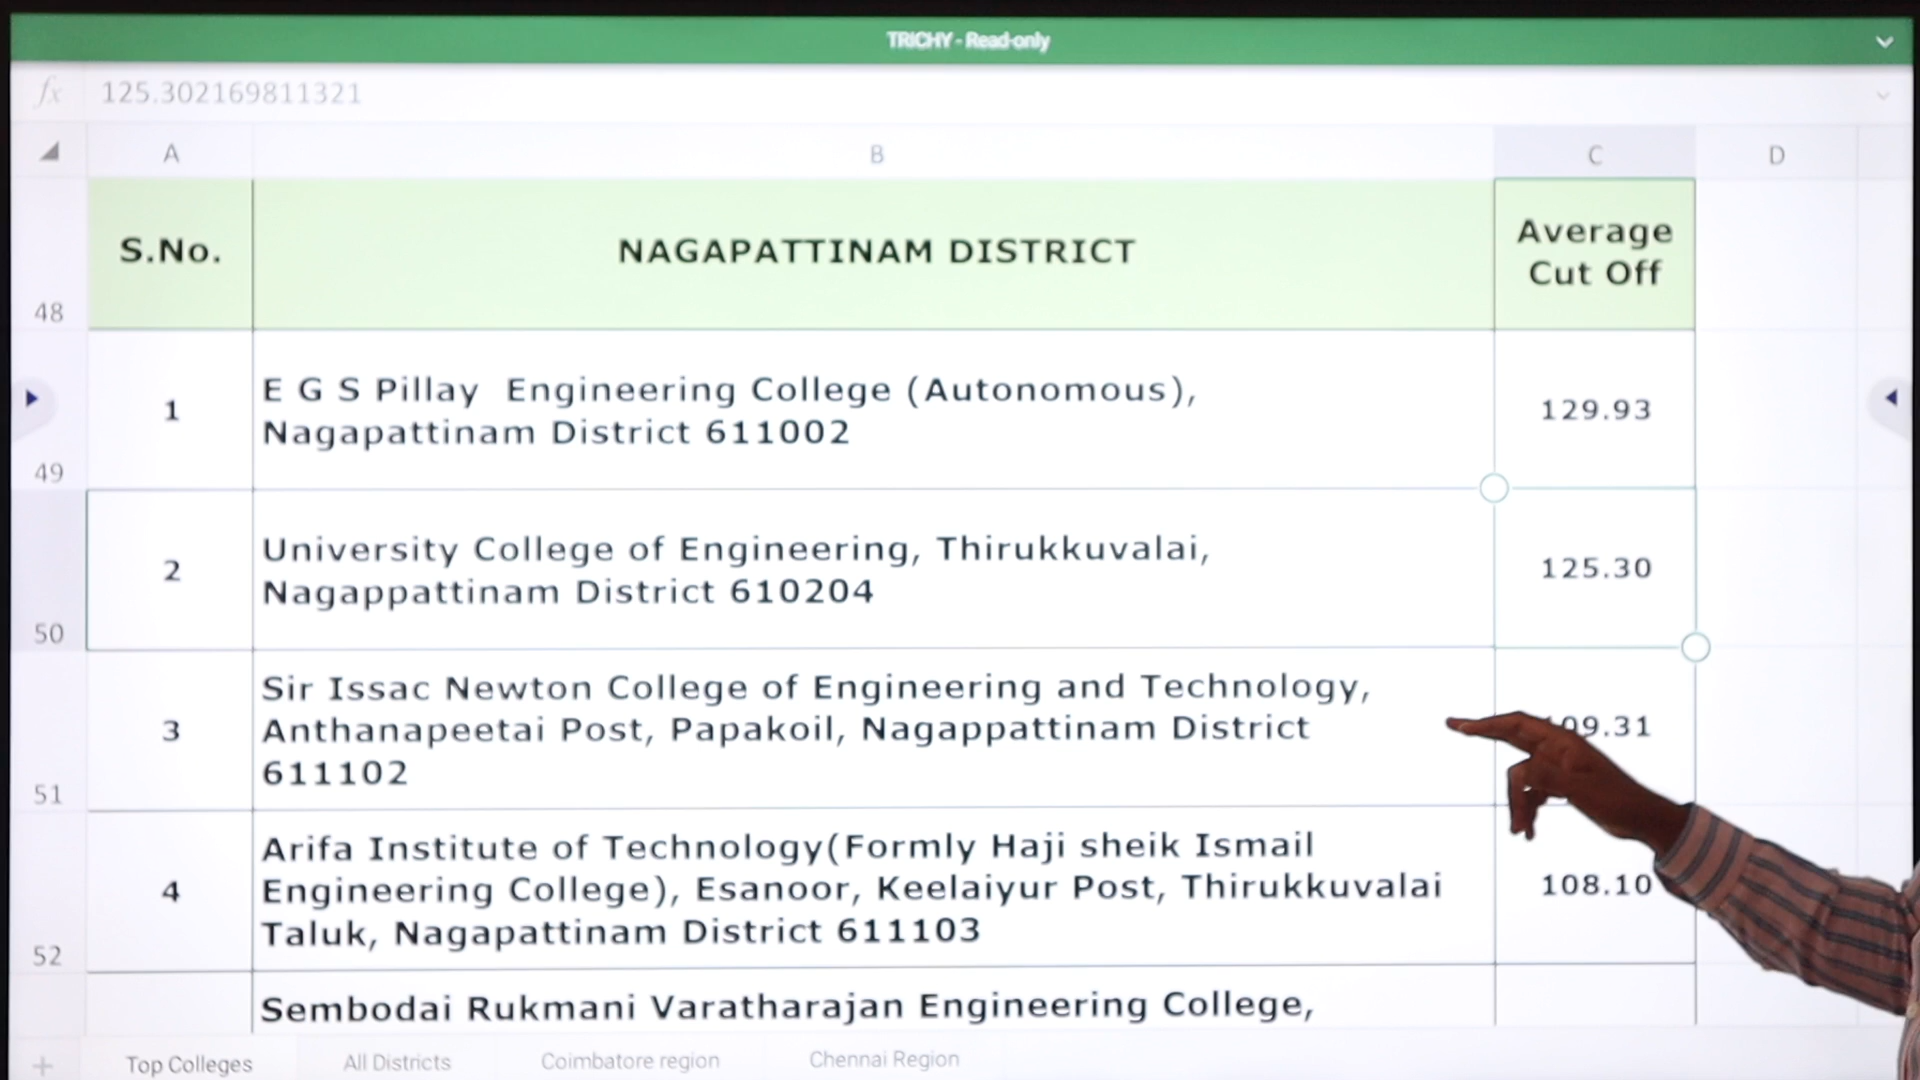 TRICHY - Read-only
fx 125.302169811321
A B C D
48 S.No. NAGAPATTINAM DISTRICT Average
Cut Off
49 1 E G S Pillay Engineering College (Autonomous),
Nagapattinam District 611002
129.93
50 2 University College of Engineering, Thirukkuvalai,
Nagappattinam District 610204
125.30
51 3 Sir Issac Newton College of Engineering and Technology,
Anthanapeetai Post, Papakoil, Nagappattinam District
611102
09.31
52 4 Arifa Institute of Technology(Formly Haji sheik Ismail
Engineering College), Esanoor, Keelaiyur Post, Thirukkuvalai
Taluk, Nagapattinam District 611103
108.10
Sembodai Rukmani Varatharajan Engineering College,
+ Top Colleges All Districts Coimbatore region Chennai Region